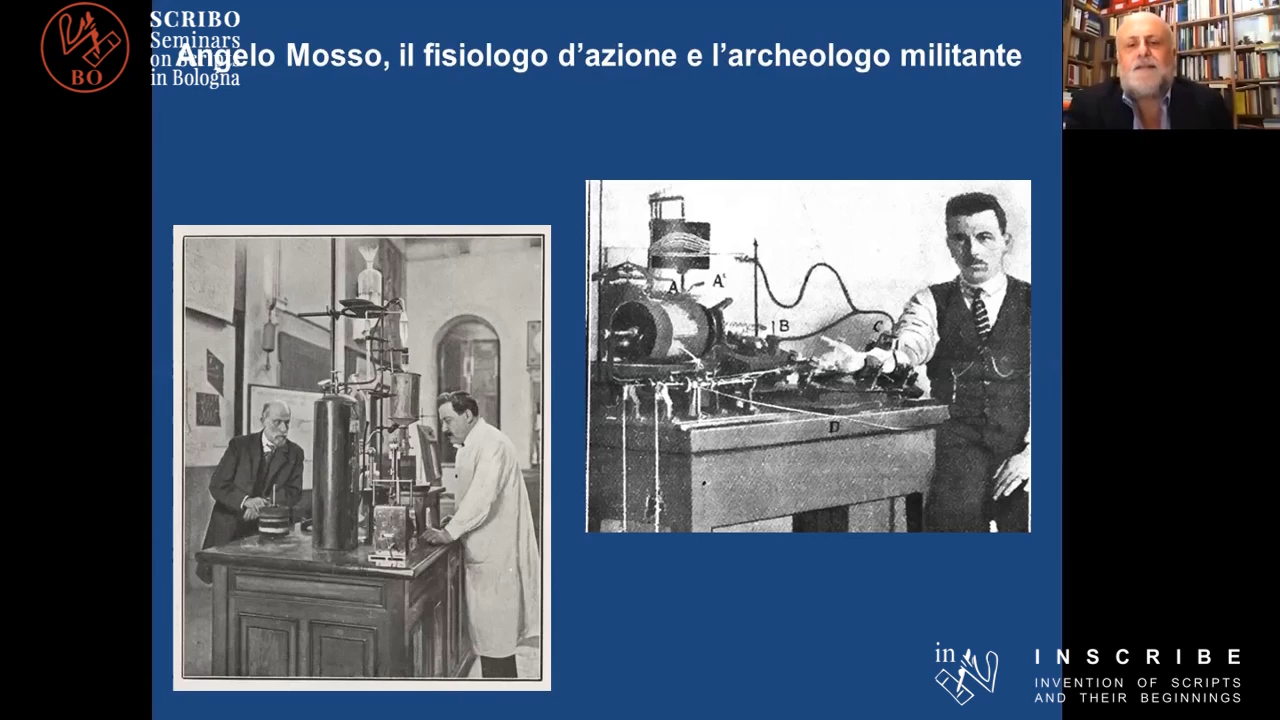 SCRIBO
Seminars
on Scripts
in Bologna
BO
Angelo Mosso, il fisiologo d’azione e l’archeologo militante
A
A'
B
C
D
in
INSCRIBE
INVENTION OF SCRIPTS
AND THEIR BEGINNINGS